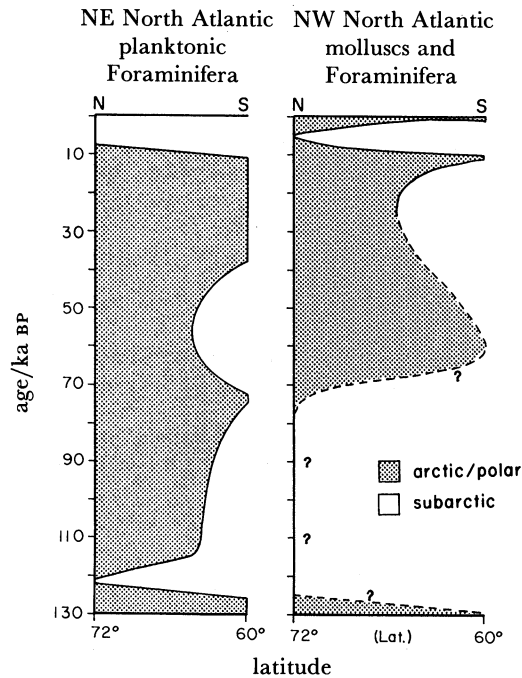 NE North Atlantic
planktonic
Foraminifera
NW North Atlantic
molluscs and
Foraminifera
N S
N S
10
30
50
70
90
110
130
age/ka BP
?
?
?
?
arctic/polar
subarctic
72° 60°
72° (Lat.) 60°
latitude